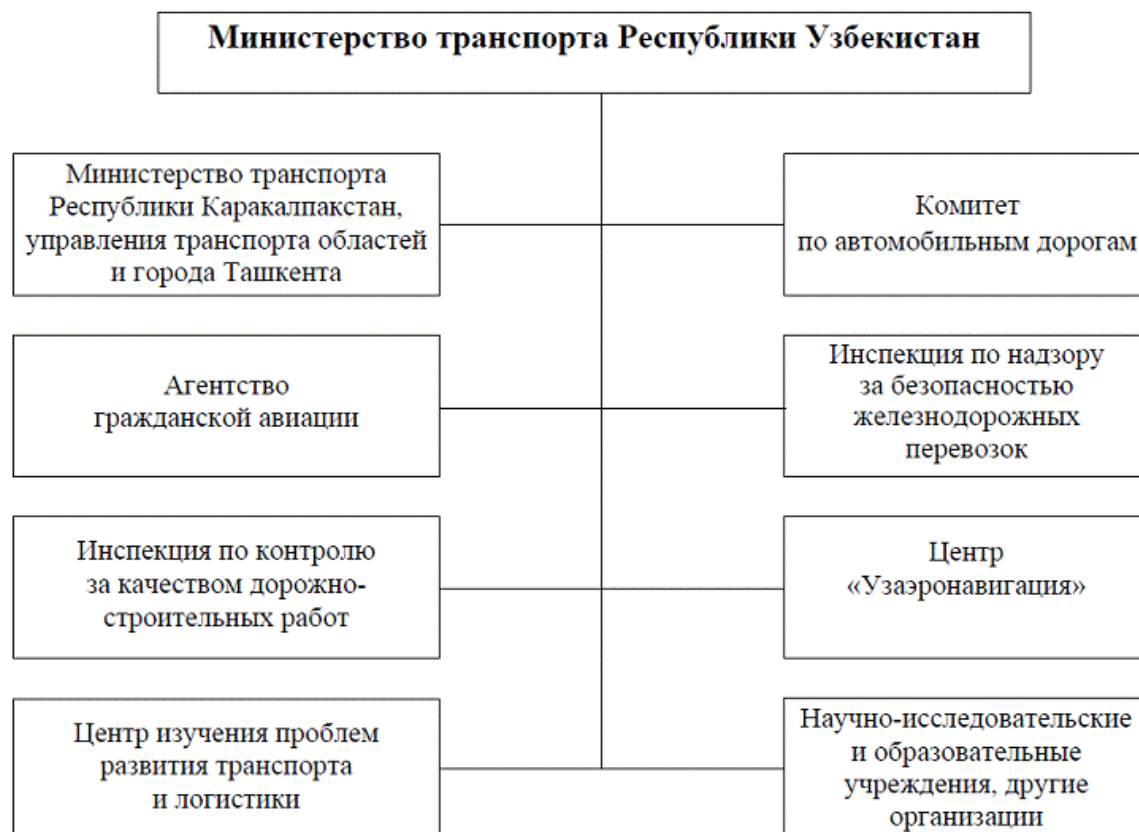 Министерство транспорта Республики Узбекистан
Министерство транспорта
Республики Каракалпакстан,
управления транспорта областей
и города Ташкента
Комитет
по автомобильным дорогам
Агентство
гражданской авиации
Инспекция по надзору
за безопасностью
железнодорожных
перевозок
Инспекция по контролю
за качеством дорожно-
строительных работ
Центр
«Узаэронавигация»
Центр изучения проблем
развития транспорта
и логистики
Научно-исследовательские
и образовательные
учреждения, другие
организации